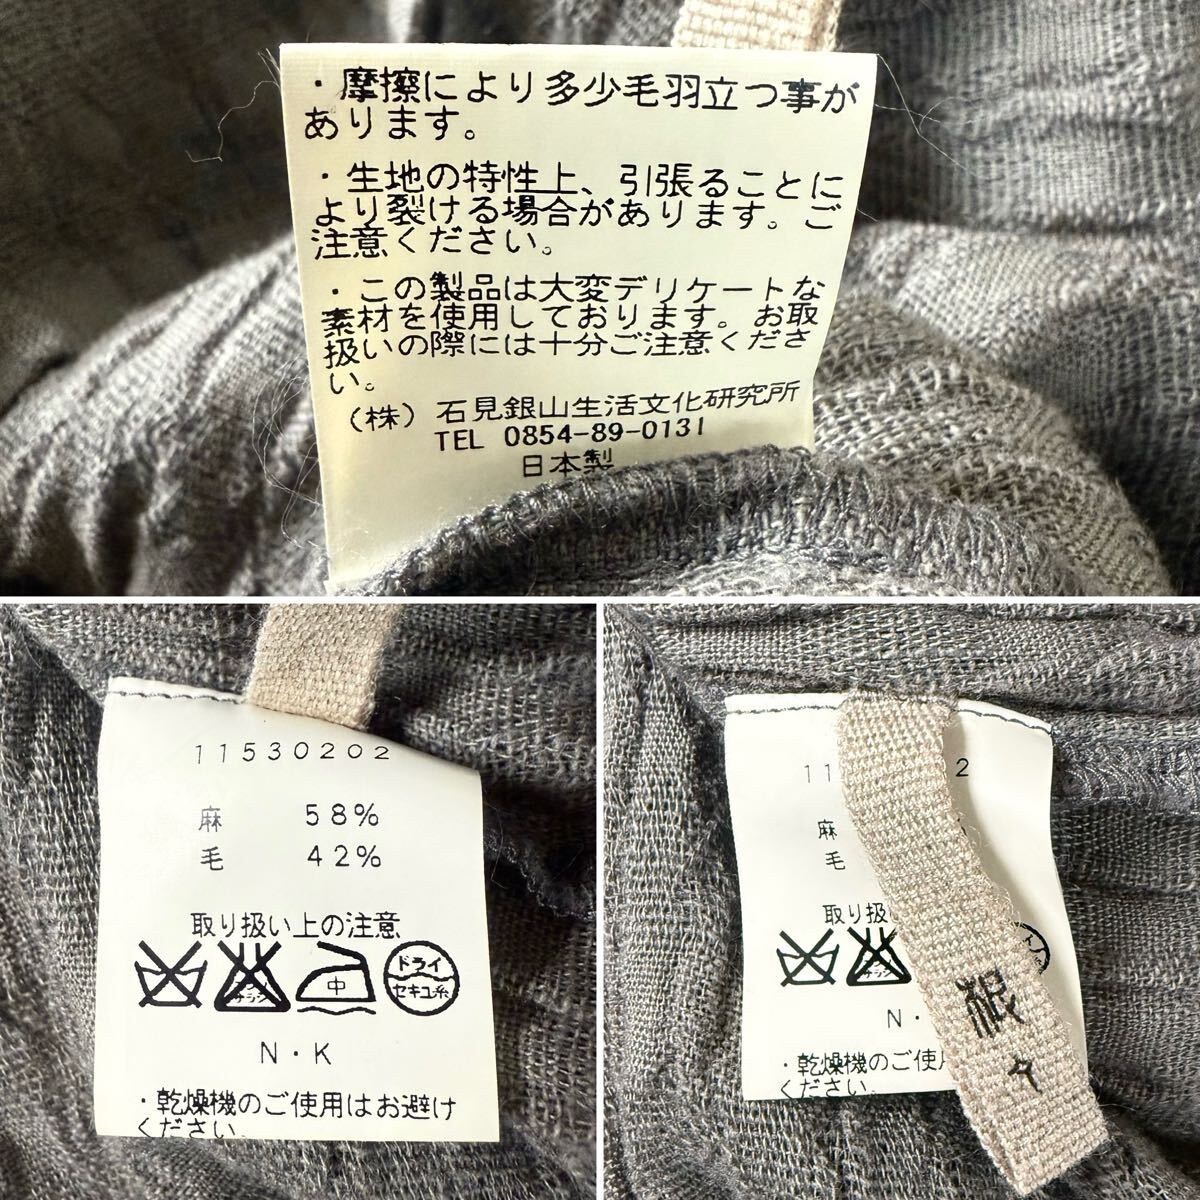 ・摩擦により多少毛羽立つ事が
あります。
・生地の特性上、引張ることに
より裂ける場合があります。ご
注意ください。
・この製品は大変デリケートな
素材を使用しております。お取
扱いの際には十分ご注意くださ
い。
(株)石見銀山生活文化研究所
TEL 0854-89-0131
日本製
11530202
麻 58%
毛 42%
取り扱い上の注意
中
ドライ
セキユ系
N・K
・乾燥機のご使用はお避け
ください。
11 2
麻
毛
取り扱い
N・
・乾燥機のご使用
ください。
根
々